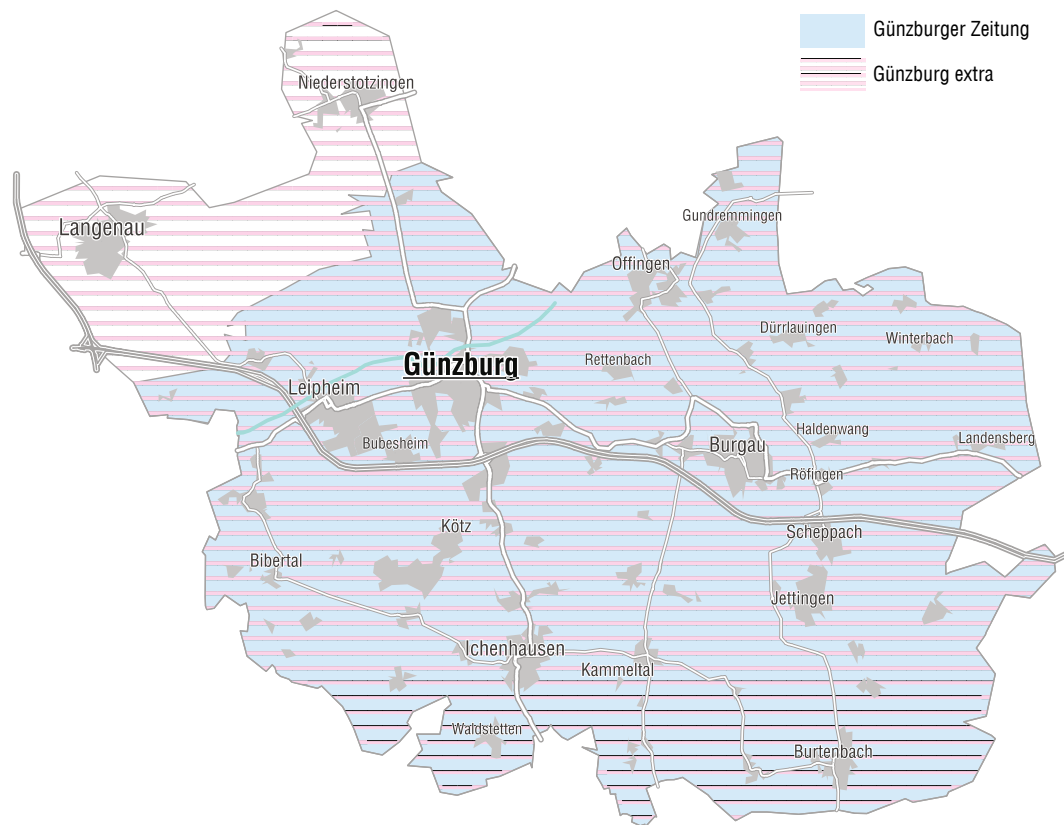 Günzburger Zeitung
Günzburg extra
Niederstotzingen
Gundremmingen
Langenau
Offingen
Dürrlauingen
Winterbach
Rettenbach
Günzburg
Leipheim
Haldenwang
Bubesheim
Burgau
Landensberg
Röfingen
Kötz
Scheppach
Bibertal
Jettingen
Ichenhausen
Kammeltal
Waldstetten
Burtenbach